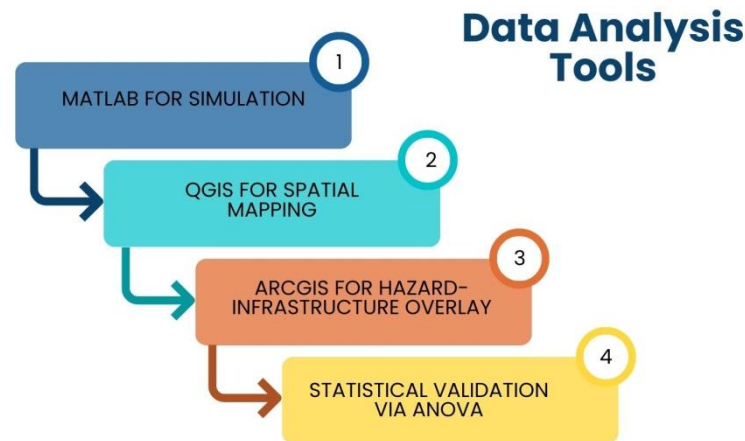 Data Analysis
Tools
1
MATLAB FOR SIMULATION
2
QGIS FOR SPATIAL
MAPPING
3
ARCGIS FOR HAZARD-
INFRASTRUCTURE OVERLAY
4
STATISTICAL VALIDATION
VIA ANOVA